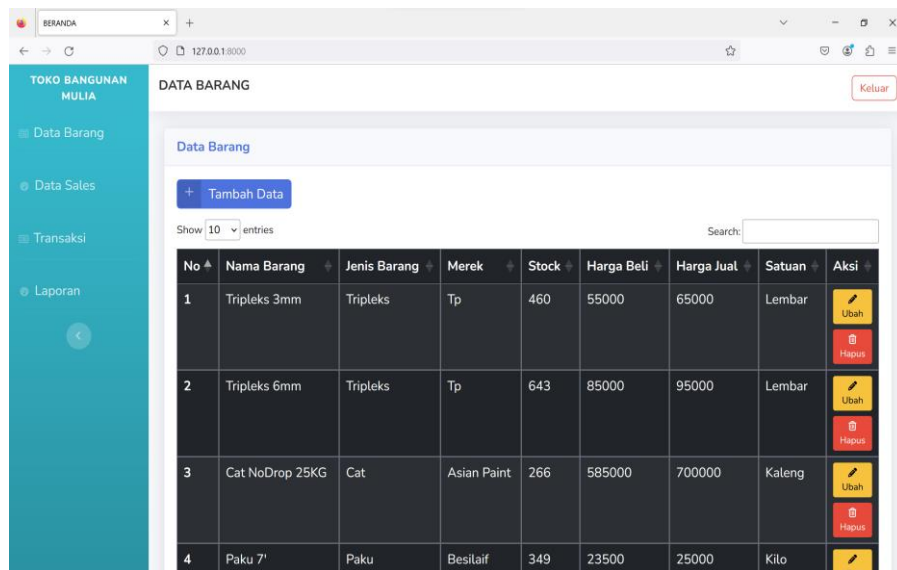 BERANDA
127.0.0.1:8000
TOKO BANGUNAN
MULIA
DATA BARANG
Keluar
Data Barang
Data Sales
Transaksi
Laporan
Data Barang
+ Tambah Data
Show 10 entries
Search:
No Nama Barang Jenis Barang Merek Stock Harga Beli Harga Jual Satuan Aksi
1 Tripleks 3mm Tripleks Tp 460 55000 65000 Lembar Ubah
Hapus
2 Tripleks 6mm Tripleks Tp 643 85000 95000 Lembar Ubah
Hapus
3 Cat NoDrop 25KG Cat Asian Paint 266 585000 700000 Kaleng Ubah
Hapus
4 Paku 7' Paku Besilaif 349 23500 25000 Kilo